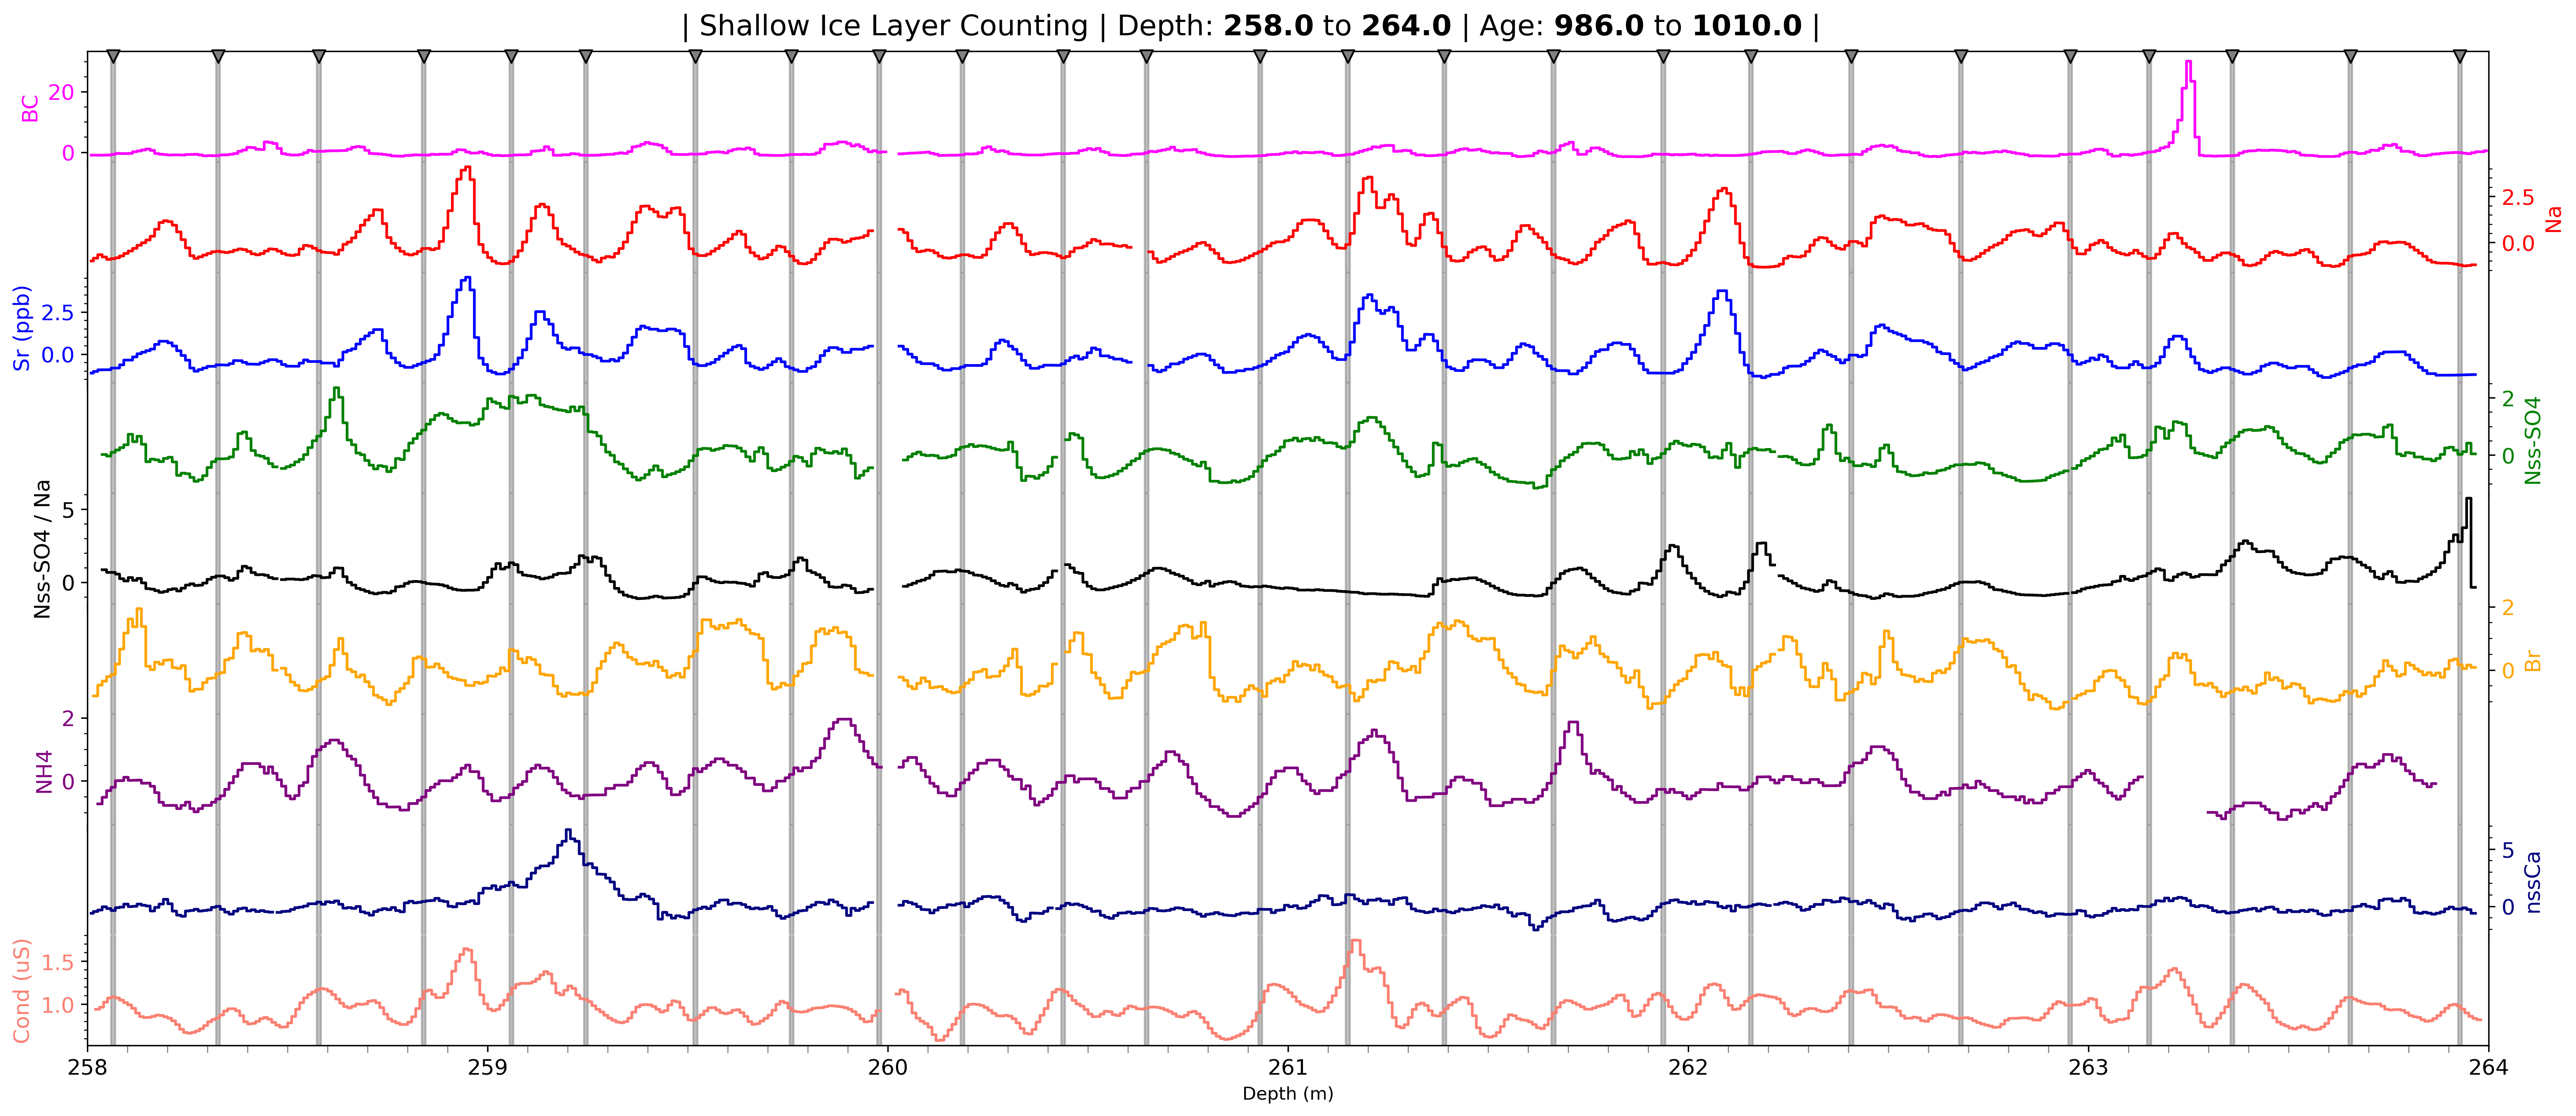 | Shallow Ice Layer Counting | Depth: 258.0 to 264.0 | Age: 986.0 to 1010.0 |
BC
20
0
2.5
0.0
Na
Sr (ppb)
2.5
0.0
2
0
Nss-SO4
Nss-SO4 / Na
5
0
2
0
Br
NH4
2
0
5
0
nssCa
Cond (uS)
1.5
1.0
258 259 260 261 262 263 264
Depth (m)